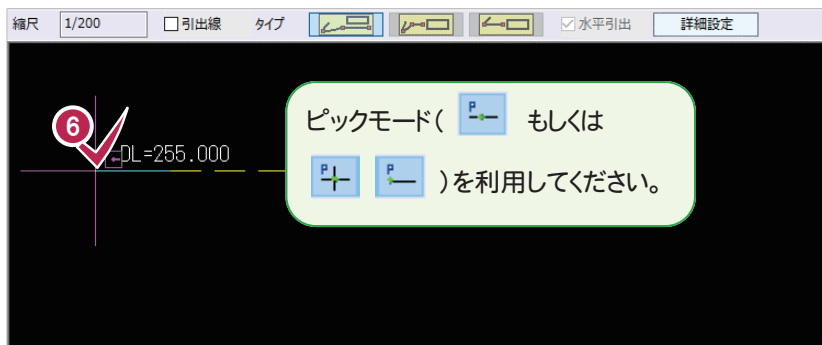 縮尺 1/200 引出線 タイプ 水平引出 詳細設定
6 DL=255.000
ピックモード( P もしくは
P P )を利用してください。